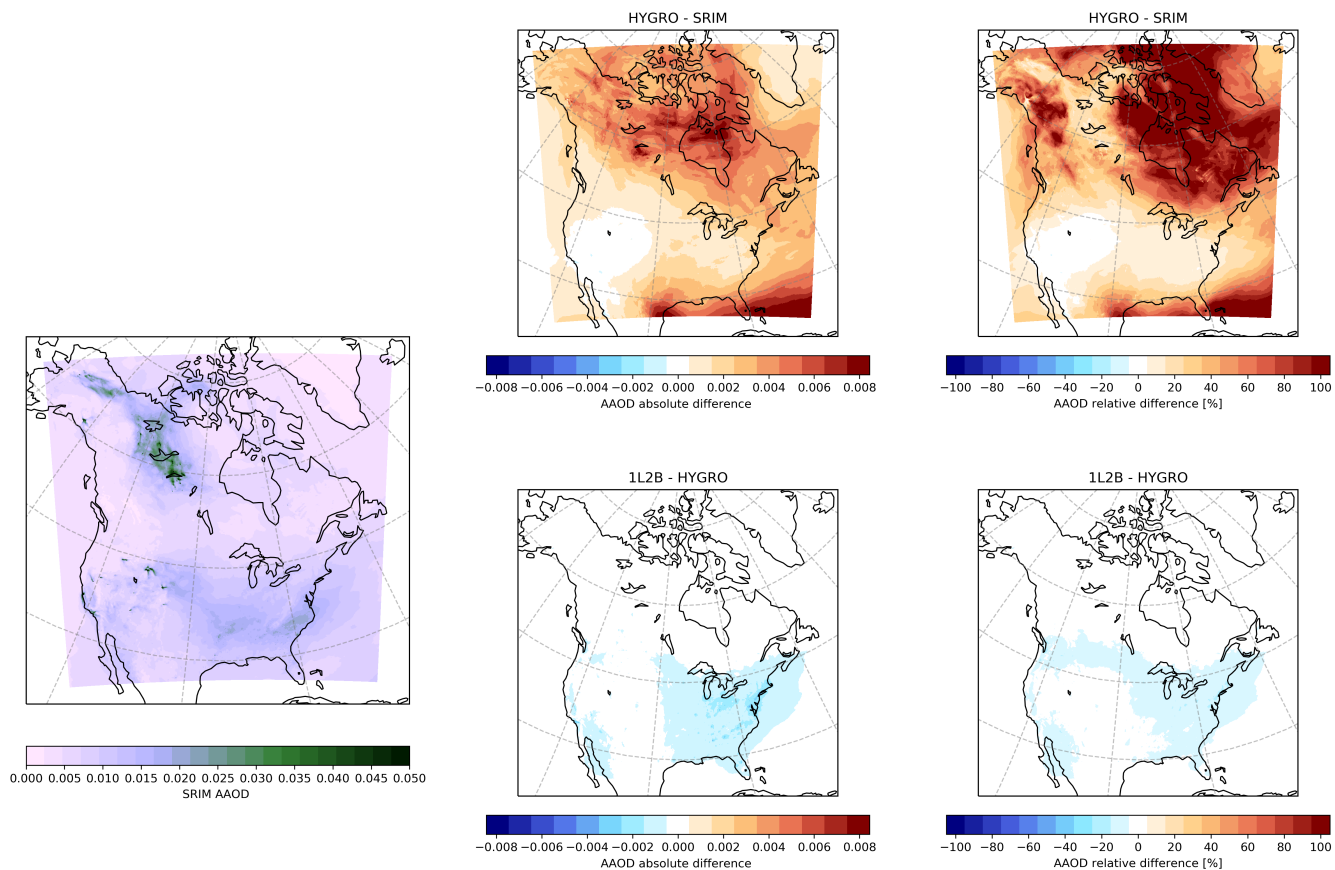 HYGRO - SRIM
HYGRO - SRIM
−0.008 −0.006 −0.004 −0.002 0.000 0.002 0.004 0.006 0.008
AAOD absolute difference
−100 −80 −60 −40 −20 0 20 40 60 80 100
AAOD relative difference [%]
0.000 0.005 0.010 0.015 0.020 0.025 0.030 0.035 0.040 0.045 0.050
SRIM AAOD
1L2B - HYGRO
1L2B - HYGRO
−0.008 −0.006 −0.004 −0.002 0.000 0.002 0.004 0.006 0.008
AAOD absolute difference
−100 −80 −60 −40 −20 0 20 40 60 80 100
AAOD relative difference [%]